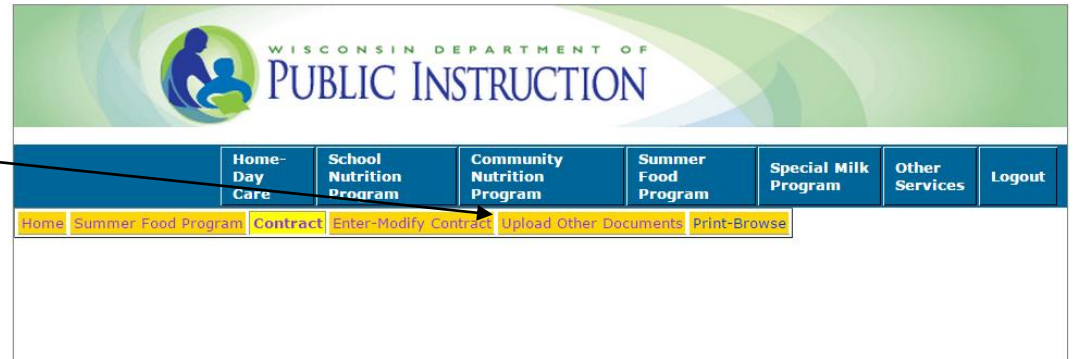 WISCONSIN DEPARTMENT OF
PUBLIC INSTRUCTION
Home-Day Care School Nutrition Program Community Nutrition Program Summer Food Program Special Milk Program Other Services Logout
Home Summer Food Program Contract Enter-Modify Contract Upload Other Documents Print-Browse